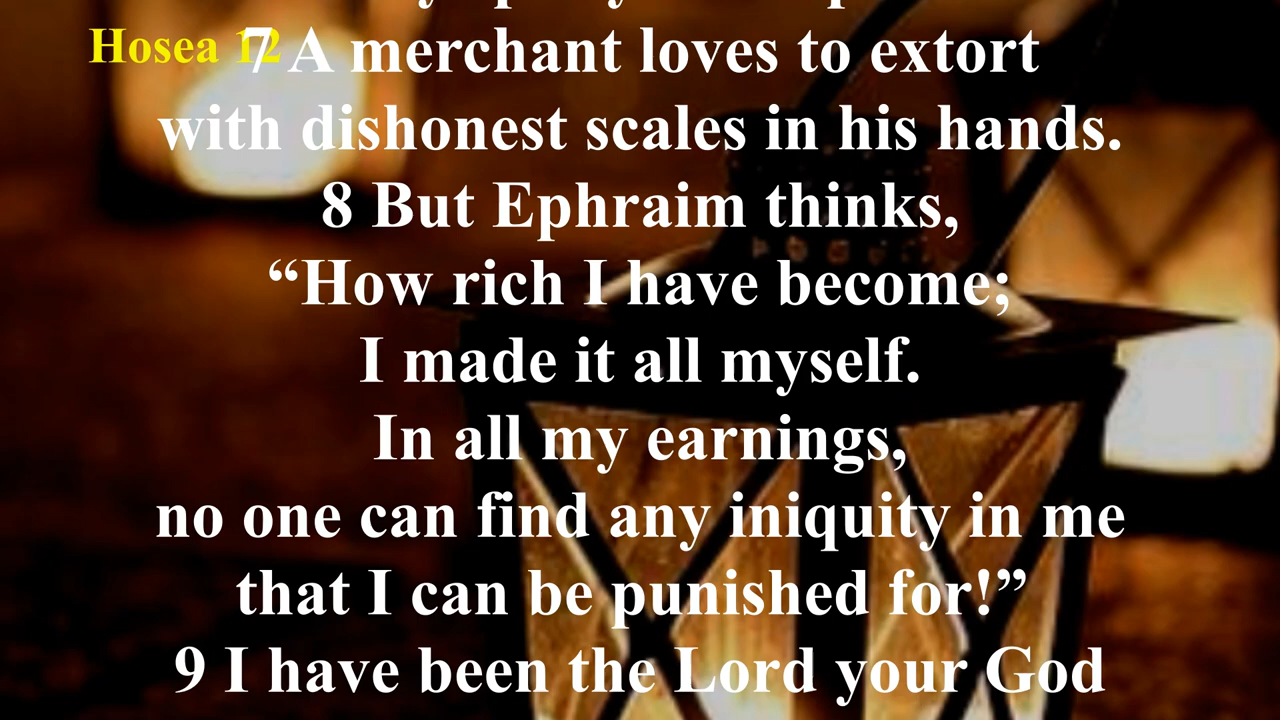 Hosea 12
7 A merchant loves to extort
with dishonest scales in his hands.
8 But Ephraim thinks,
“How rich I have become;
I made it all myself.
In all my earnings,
no one can find any iniquity in me
that I can be punished for!”
9 I have been the Lord your God